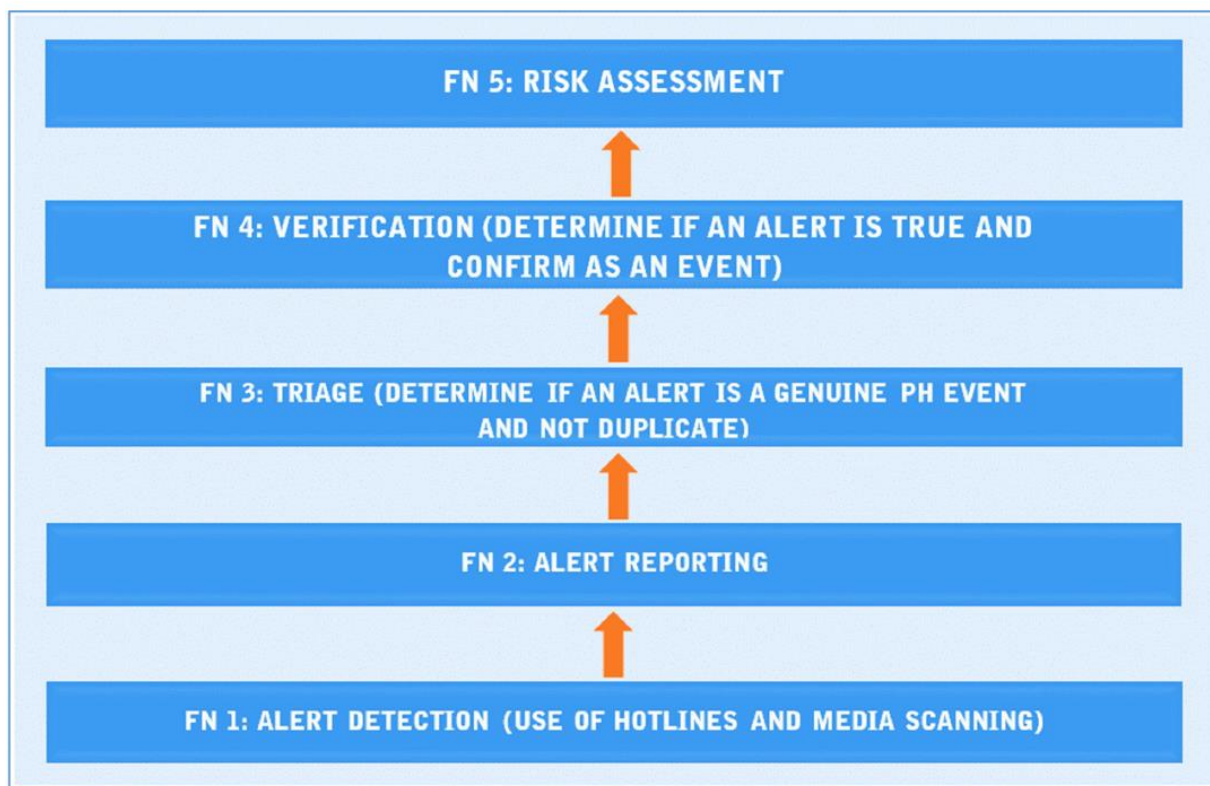 FN 5: RISK ASSESSMENT
FN 4: VERIFICATION (DETERMINE IF AN ALERT IS TRUE AND
CONFIRM AS AN EVENT)
FN 3: TRIAGE (DETERMINE IF AN ALERT IS A GENUINE PH EVENT
AND NOT DUPLICATE)
FN 2: ALERT REPORTING
FN 1: ALERT DETECTION (USE OF HOTLINES AND MEDIA SCANNING)